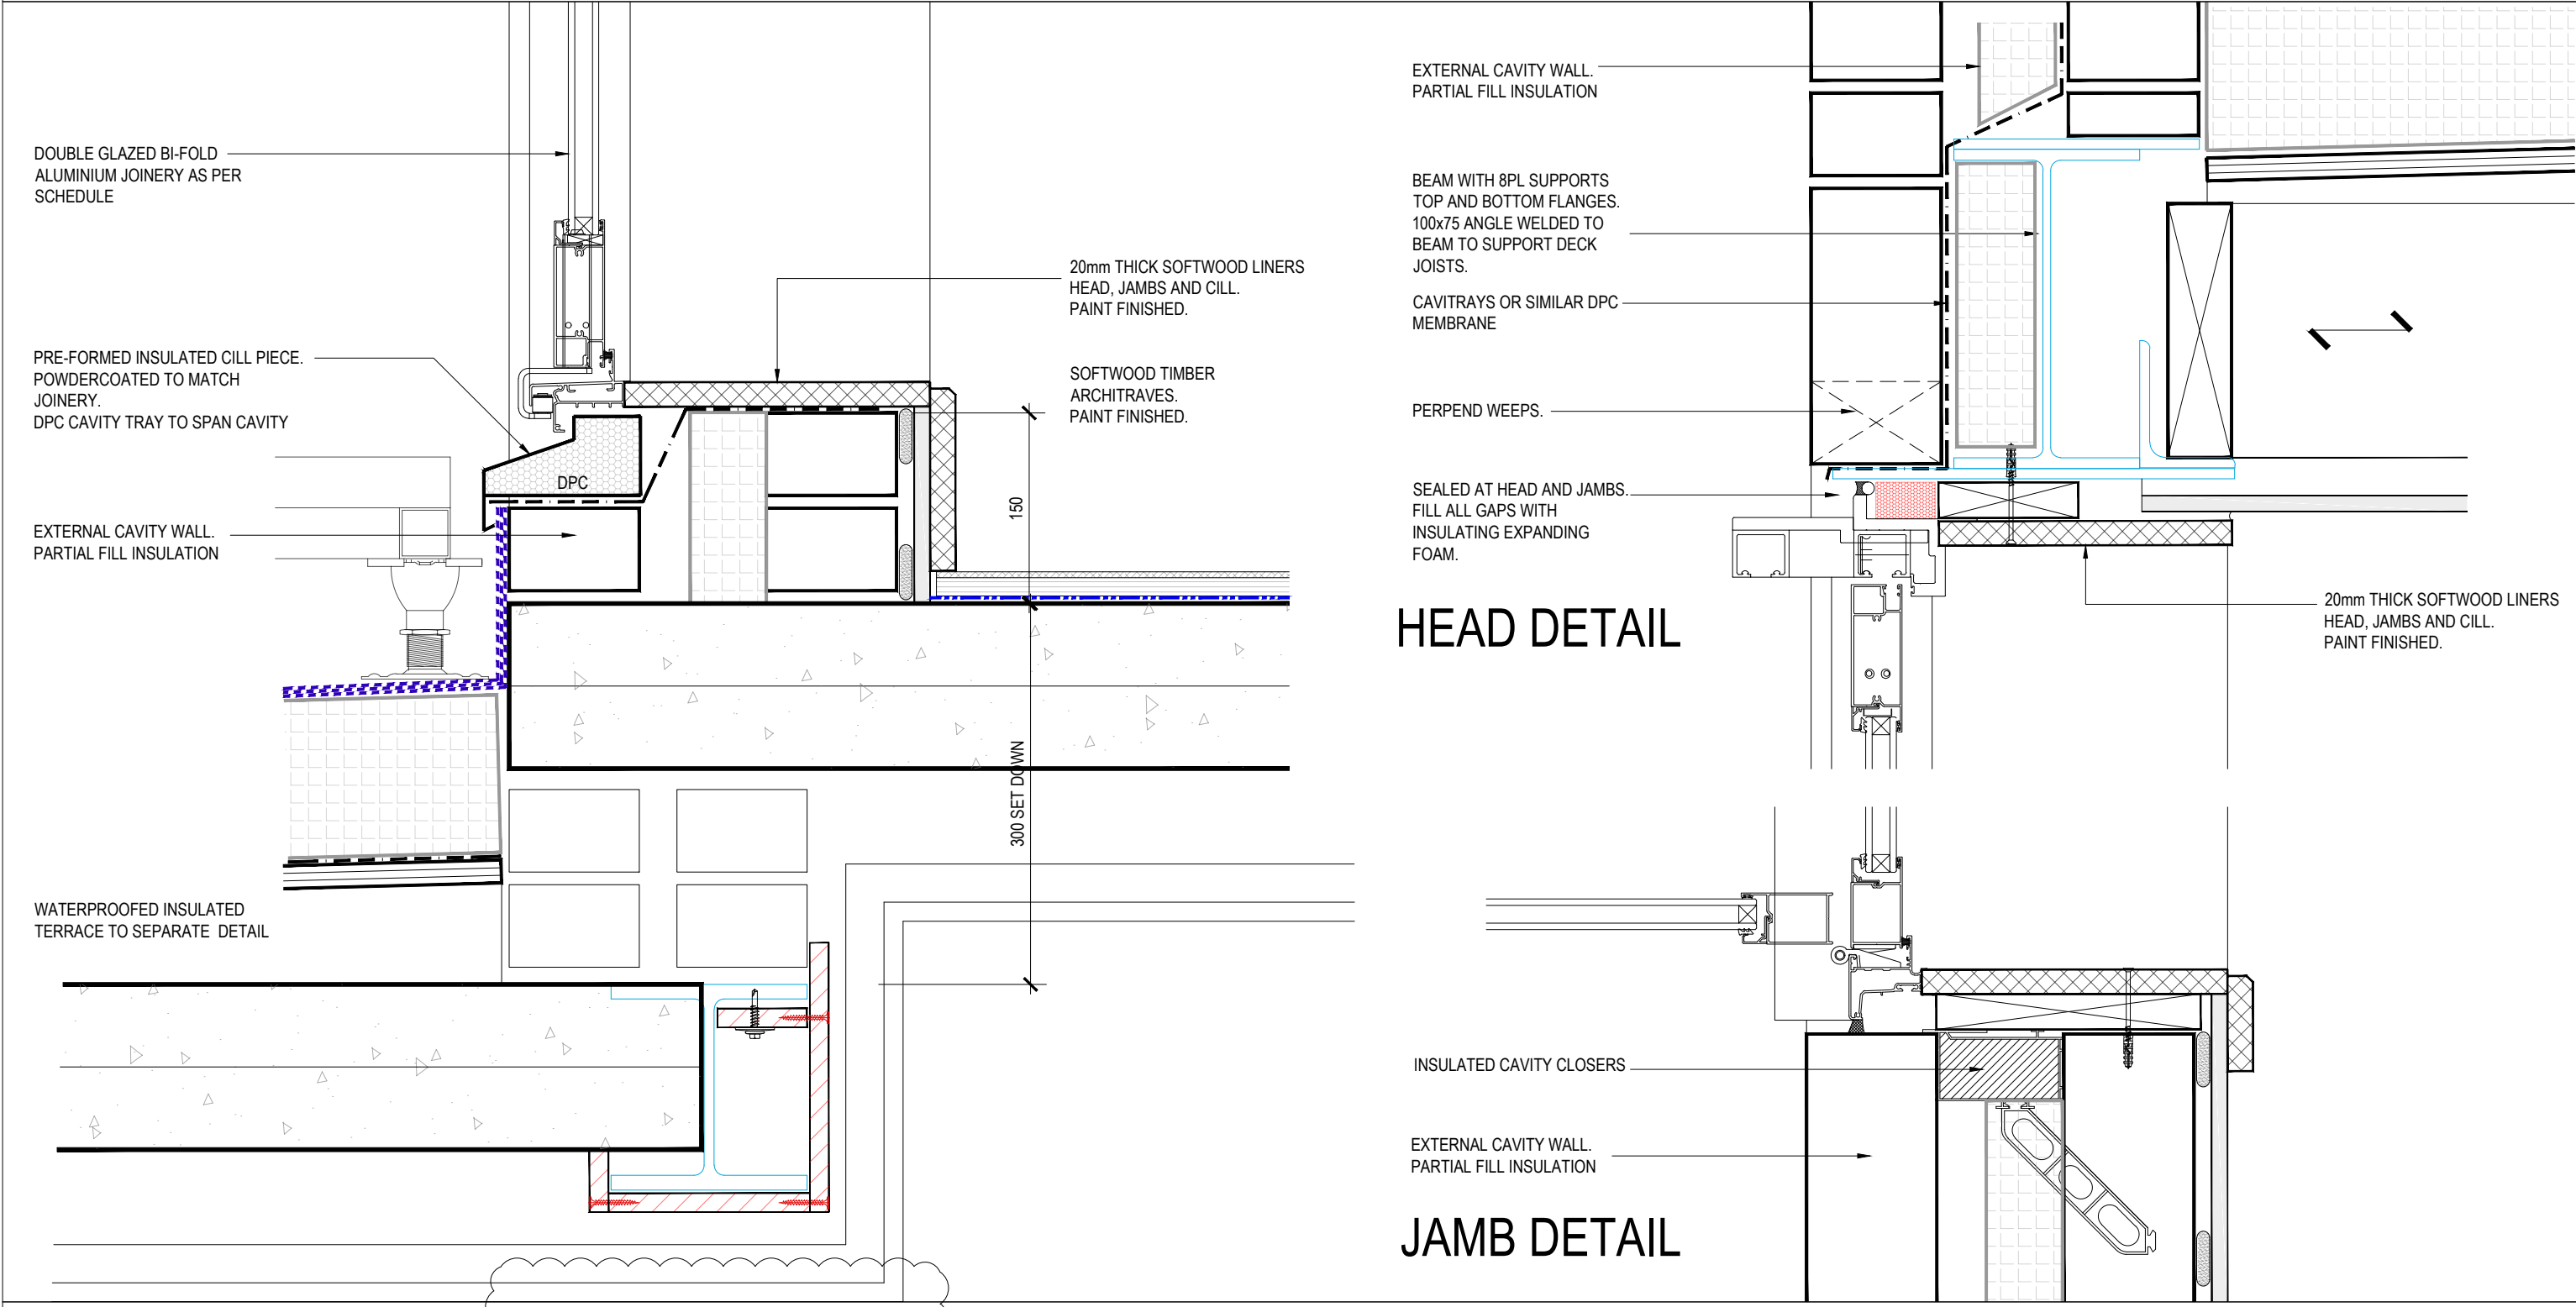 DOUBLE GLAZED BI-FOLD
ALUMINIUM JOINERY AS PER
SCHEDULE
PRE-FORMED INSULATED CILL PIECE.
POWDERCOATED TO MATCH
JOINERY.
DPC CAVITY TRAY TO SPAN CAVITY
EXTERNAL CAVITY WALL.
PARTIAL FILL INSULATION
WATERPROOFED INSULATED
TERRACE TO SEPARATE DETAIL
DPC
20mm THICK SOFTWOOD LINERS
HEAD, JAMBS AND CILL.
PAINT FINISHED.
SOFTWOOD TIMBER
ARCHITRAVES.
PAINT FINISHED.
150
300 SET DOWN
EXTERNAL CAVITY WALL.
PARTIAL FILL INSULATION
BEAM WITH 8PL SUPPORTS
TOP AND BOTTOM FLANGES.
100x75 ANGLE WELDED TO
BEAM TO SUPPORT DECK
JOISTS.
CAVITRAYS OR SIMILAR DPC
MEMBRANE
PERPEND WEEPS.
SEALED AT HEAD AND JAMBS.
FILL ALL GAPS WITH
INSULATING EXPANDING
FOAM.
HEAD DETAIL
20mm THICK SOFTWOOD LINERS
HEAD, JAMBS AND CILL.
PAINT FINISHED.
INSULATED CAVITY CLOSERS
EXTERNAL CAVITY WALL.
PARTIAL FILL INSULATION
JAMB DETAIL